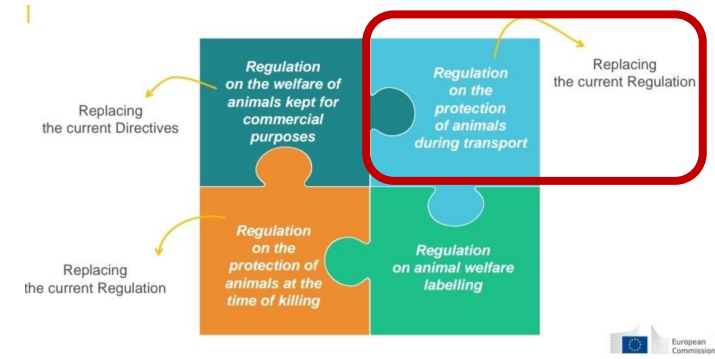 Regulation
on the welfare of
animals kept for
commercial
purposes
Regulation
on the
protection
of animals
during transport
Replacing
the current Regulation
Replacing
the current Directives
Regulation
on the
protection of
animals at the
time of killing
Regulation
on animal welfare
labelling
Replacing
the current Regulation
European
Commission